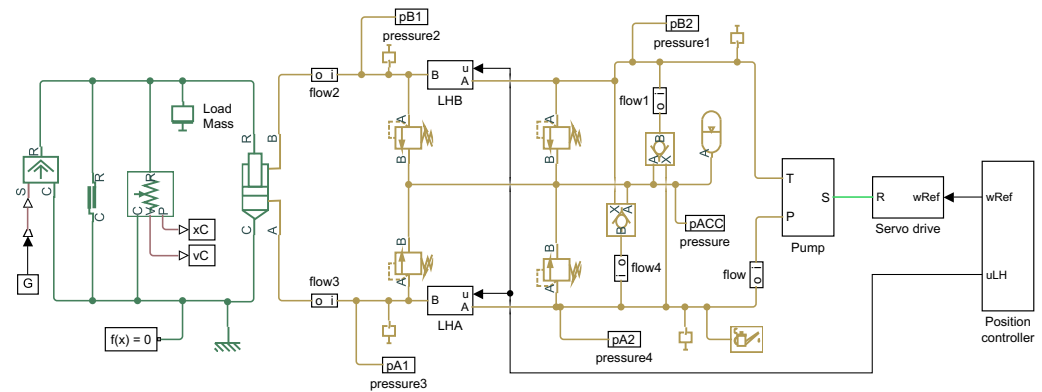 pB1
pressure2
pB2
pressure1
o i
flow2
B
u
A
LHB
flow1
o
i
Load
Mass
R
B
A
B
A
B
B
A
X
A
R
S
C
R
C
R
C
V
P
xC
vC
G
C
A
X
A
B
pACC
pressure
T
P
S
Pump
R
wRef
Servo drive
wRef
uLH
Position
controller
flow4
o
i
flow
o
i
B
A
B
A
flow3
o i
B
u
A
LHA
f(x) = 0
pA1
pressure3
pA2
pressure4